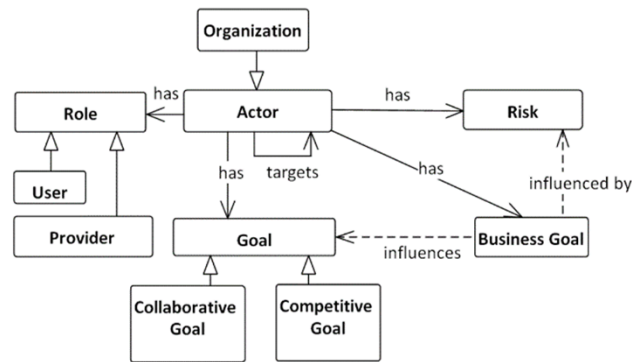 Organization
has
Role
Actor
has
Risk
has
targets
has
influenced by
User
Provider
Goal
influences
Business Goal
Collaborative
Goal
Competitive
Goal